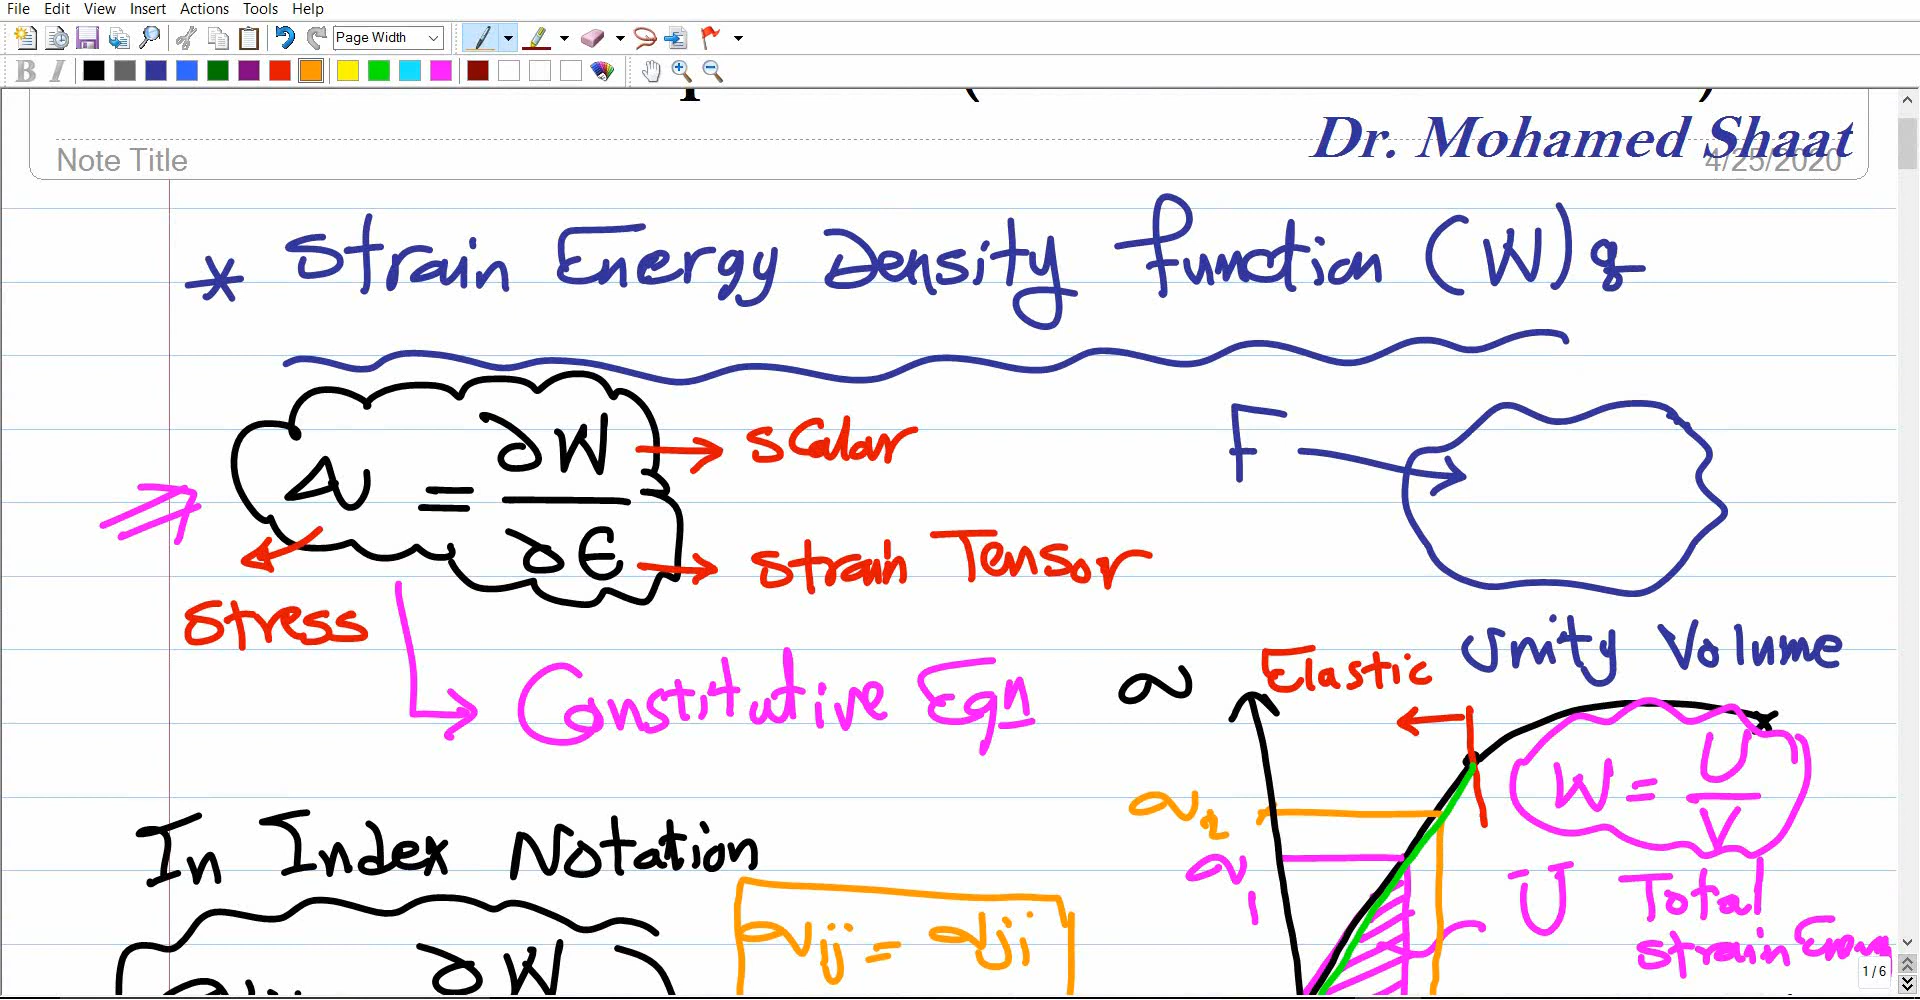 File Edit View Insert Actions Tools Help
Page Width
B I
Dr. Mohamed Shaat
Note Title
4/25/2020
* Strain Energy Density function (W):
σ = ∂W / ∂ϵ
→ scalar
→ strain Tensor
stress
Constitutive Eqn
F
Unity Volume
σ
Elastic
W = U / V
σ2
σ1
U Total
strain
In Index Notation
∂W
σij = σji
1 / 6